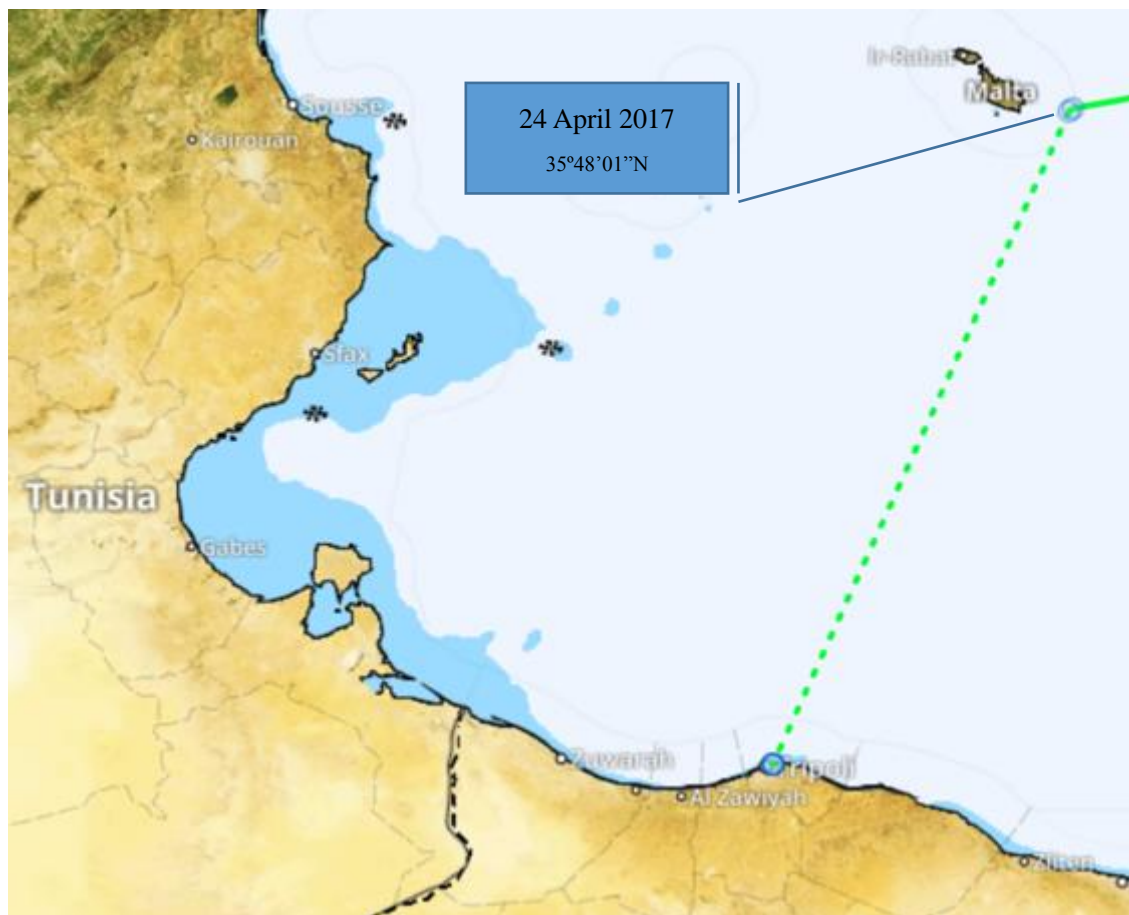 Ir-Rabat
Malta
24 April 2017
35º48’01”N
Sousse
Kairouan
Sfax
Tunisia
Gabes
Zuwarah
Tripoli
Al Zawiyah
Zliten